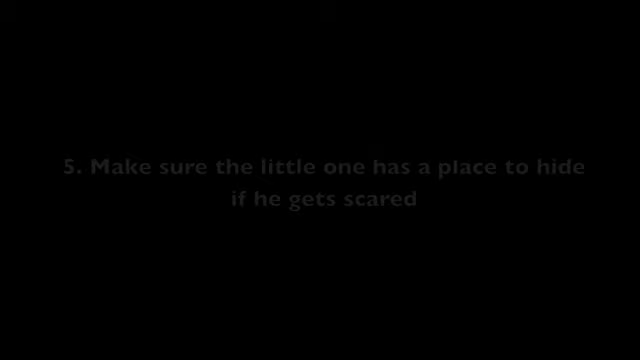 5. Make sure the little one has a place to hide
if he gets scared